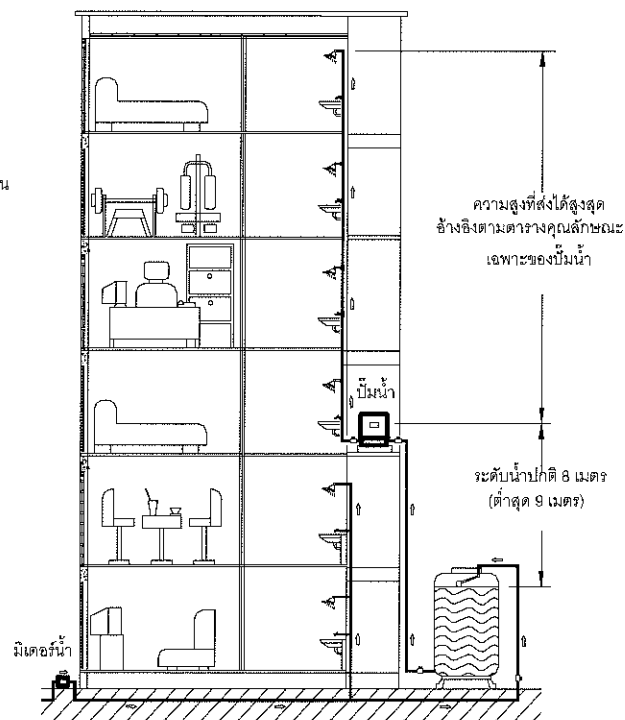 น
ความสูงที่ส่งได้สูงสุด
อ้างอิงตามตารางคุณลักษณะ
เฉพาะของปั๊มน้ำ
ปั๊มน้ำ
ระดับน้ำปกติ 8 เมตร
(ต่ำสุด 9 เมตร)
มิเตอร์น้ำ